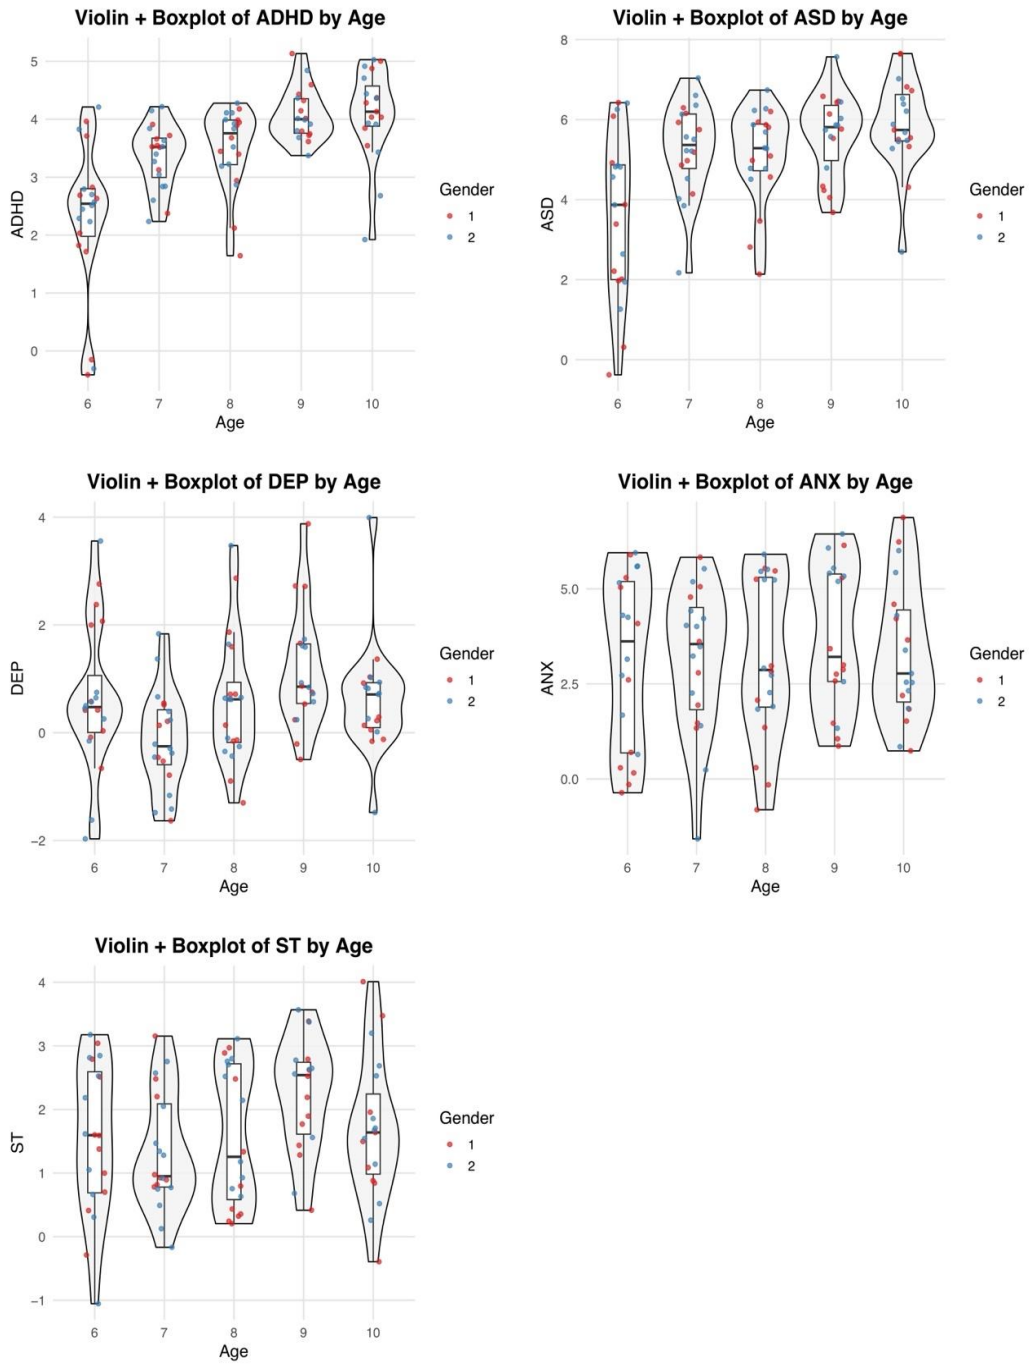 Violin + Boxplot of ADHD by Age
5
4
3
2
1
0
ADHD
6 7 8 9 10
Age
Gender
1
2
Violin + Boxplot of ASD by Age
8
6
4
2
0
ASD
6 7 8 9 10
Age
Gender
1
2
Violin + Boxplot of DEP by Age
4
2
0
−2
DEP
6 7 8 9 10
Age
Gender
1
2
Violin + Boxplot of ANX by Age
5.0
2.5
0.0
ANX
6 7 8 9 10
Age
Gender
1
2
Violin + Boxplot of ST by Age
4
3
2
1
0
−1
ST
6 7 8 9 10
Age
Gender
1
2